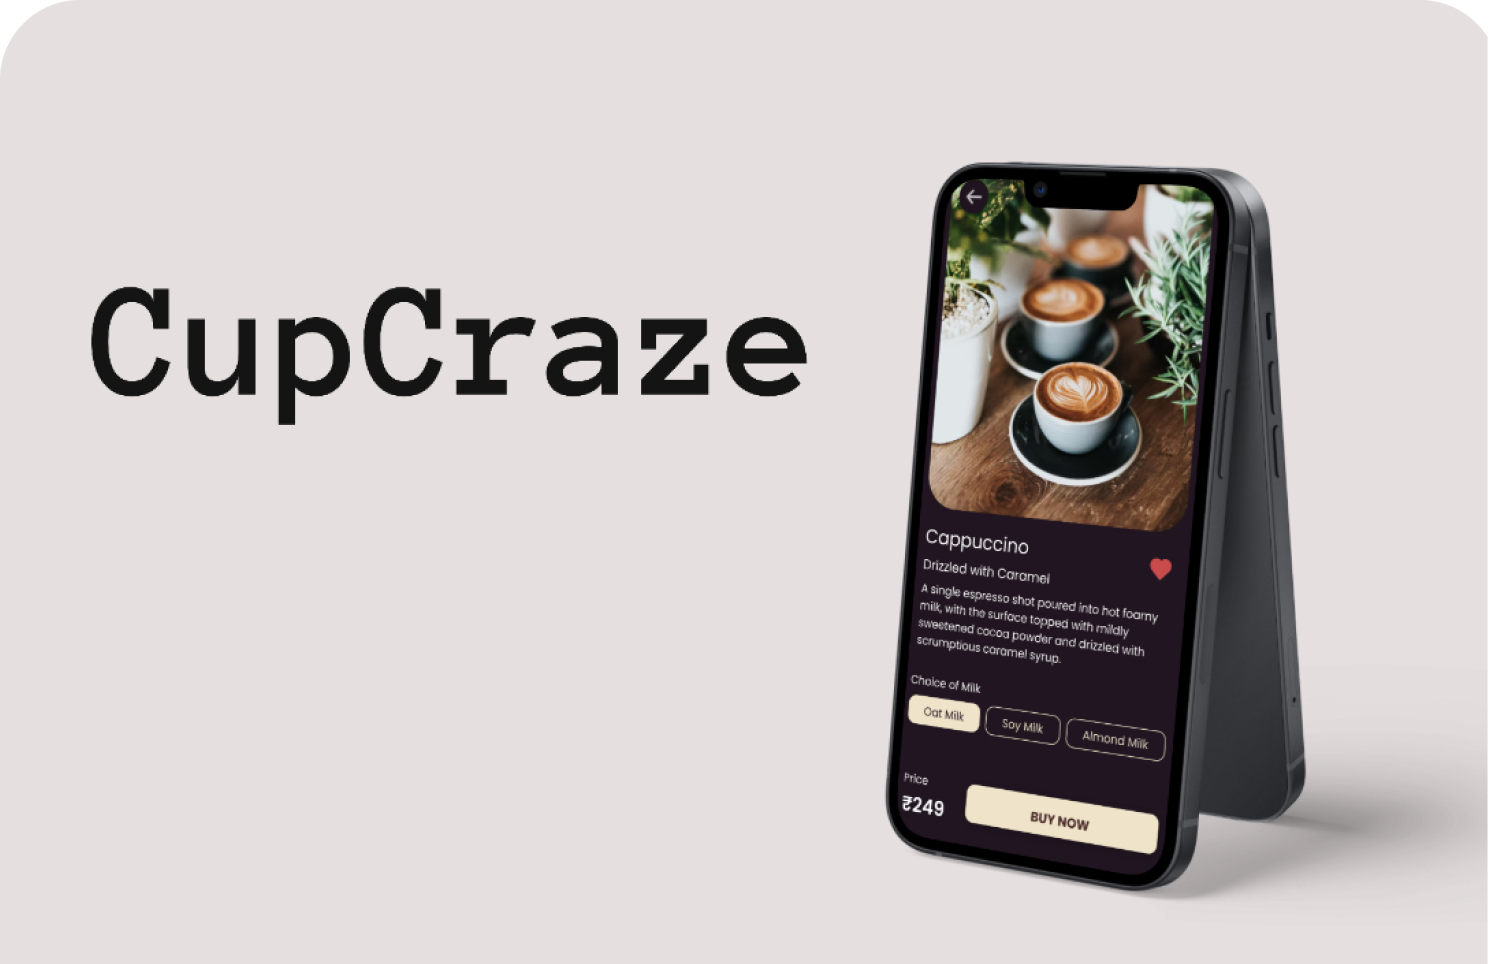 CupCraze
Cappuccino
Drizzled with Caramel
A single espresso shot poured into hot foamy
milk, with the surface topped with mildly
sweetened cocoa powder and drizzled with
scrumptious caramel syrup.
Choice of Milk
Oat Milk
Soy Milk
Almond Milk
Price
₹249
BUY NOW